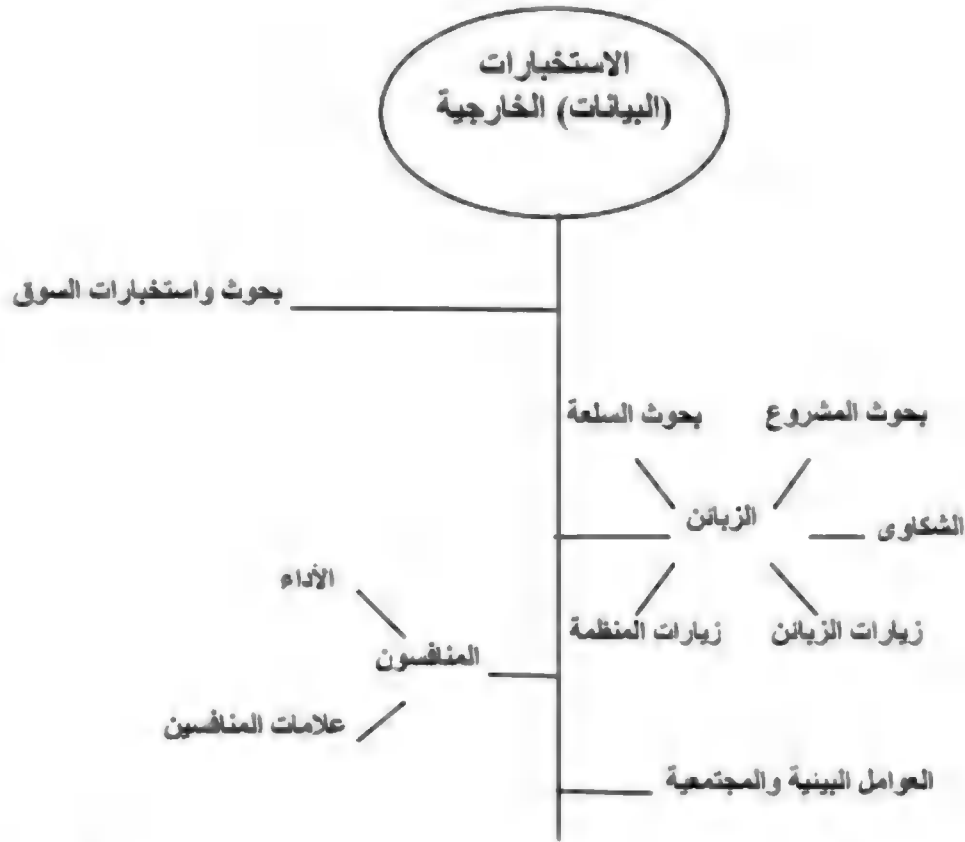 الاستخبارات
(البيانات) الخارجية
بحوث واستخبارات السوق
بحوث المشروع
بحوث السلعة
الزبائن
الشكاوى
زيارات الزبائن
زيارات المنظمة
الأداء
المنافسون
علامات المنافسين
العوامل البينية والمجتمعية